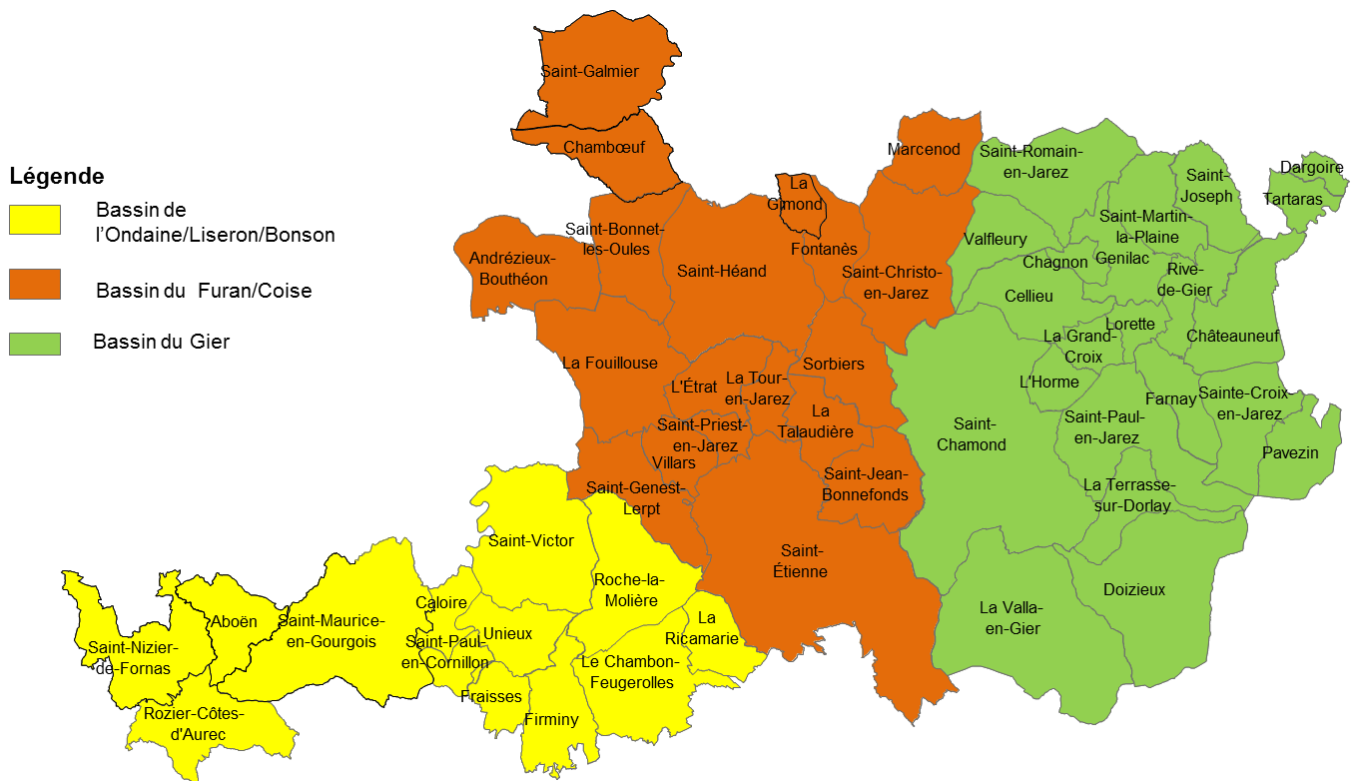 Légende
Bassin de
l'Ondaine/Liseron/Bonson
Bassin du Furan/Coise
Bassin du Gier
Saint-Galmier
Chambœuf
Marcenod
Saint-Romain-
en-Jarez
Saint-
Joseph
Dargoire
Tartaras
La
Gimond
Saint-Bonnet-
les-Oules
Saint-Martin-
la-Plaine
Andrézieux-
Bouthéon
Saint-Héand
Fontanès
Valfleury
Saint-Christo-
en-Jarez
Chagnon
Genilac
Rive-
de-Gier
Cellieu
La Grand-
Croix
Lorette
Châteauneuf
La Fouillouse
L'Étrat
La Tour-
en-Jarez
Sorbiers
L'Horme
Farnay
Sainte-Croix-
en-Jarez
La
Talaudière
Saint-Priest-
en-Jarez
Saint-
Chamond
Saint-Paul-
en-Jarez
Pavezin
Villars
Saint-Jean-
Bonnefonds
Saint-Genest-
Lerpt
La Terrasse-
sur-Dorlay
Saint-Victor
Saint-
Étienne
Roche-la-
Molière
Doizieux
La Valla-
en-Gier
Caloire
Aboën
Saint-Maurice-
en-Gourgois
Unieux
La
Ricamarie
Saint-Nizier-
de-Fornas
Saint-Paul-
en-Cornillon
Le Chambon-
Feugerolles
Fraisses
Firminy
Rozier-Côtes-
d'Aurec